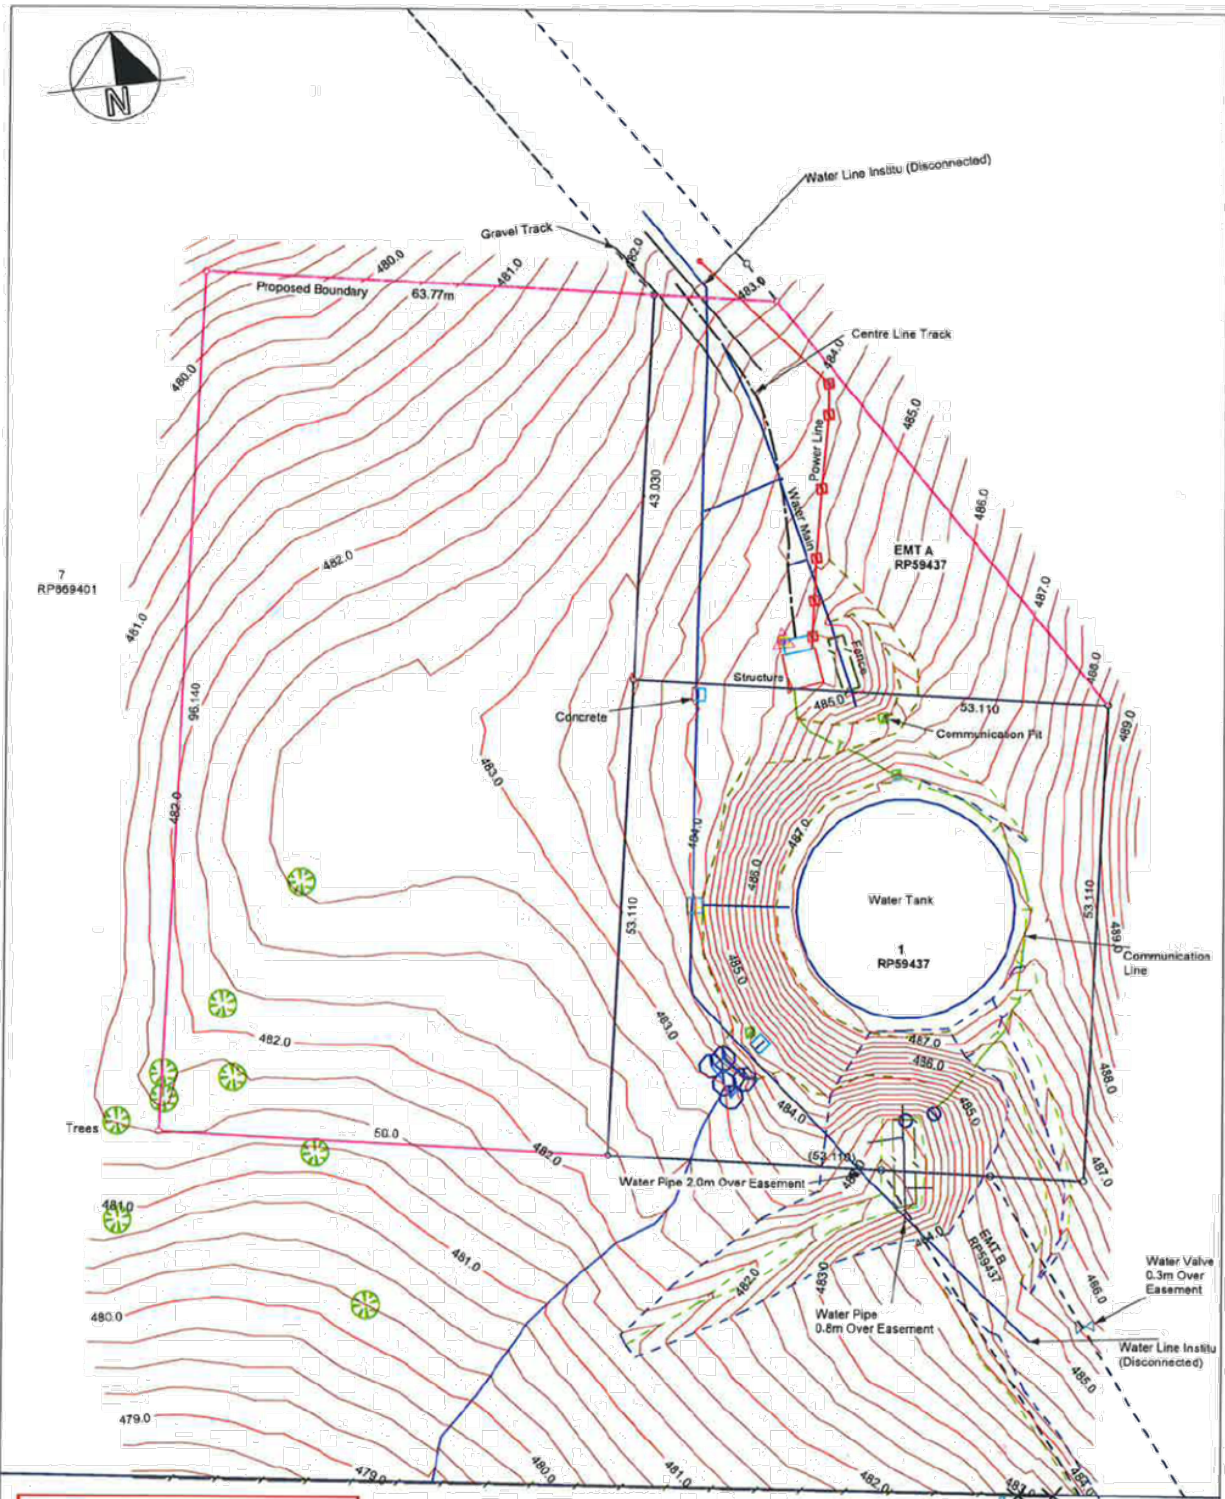 N
Water Line Institu (Disconnected)
Gravel Track
482.0
480.0
481.0
483.0
Proposed Boundary
63.77m
Centre Line Track
484.0
480.0
485.0
43.030
Power Line
Water Main
486.0
EMT A
RP59437
482.0
7
RP869401
487.0
481.0
Fence
488.0
Structure
485.0
53.110
Concrete
Communication Pit
489.0
96.140
483.0
482.0
484.0
487.0
486.0
Water Tank
53.110
53.110
489.0
1
RP59437
Communication
Line
485.0
483.0
482.0
487.0
486.0
488.0
484.0
485.0
Trees
50.0
482.0
(53.110)
487.0
Water Pipe 2.0m Over Easement
481.0
484.0
EMT B
RP59437
481.0
482.0
483.0
486.0
Water Valve
0.3m Over
Easement
480.0
Water Pipe
0.8m Over Easement
Water Line Institu
(Disconnected)
485.0
479.0
479.0
480.0
481.0
482.0
483.0
484.0